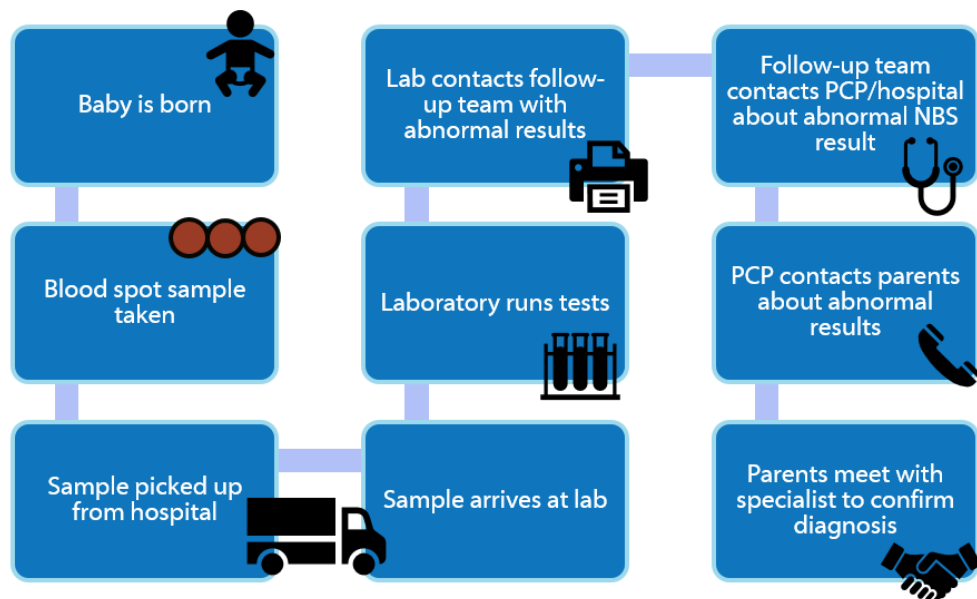 Baby is born
Blood spot sample
taken
Sample picked up
from hospital
Sample arrives at lab
Laboratory runs tests
Lab contacts follow-
up team with
abnormal results
Follow-up team
contacts PCP/hospital
about abnormal NBS
result
PCP contacts parents
about abnormal
results
Parents meet with
specialist to confirm
diagnosis